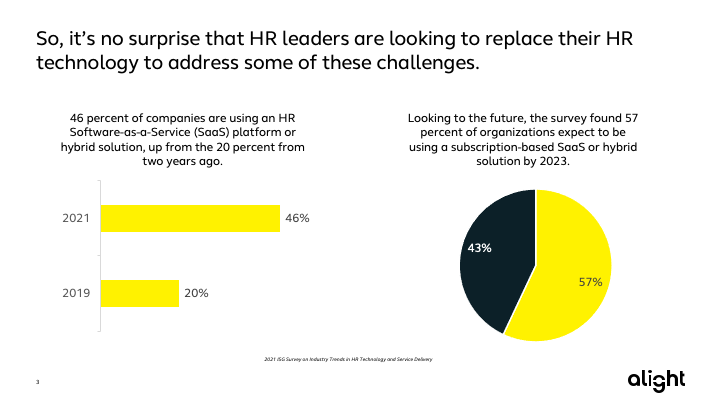 So, it's no surprise that HR leaders are looking to replace their HR
technology to address some of these challenges.
46 percent of companies are using an HR
Software-as-a-Service (SaaS) platform or
hybrid solution, up from the 20 percent from
two years ago.
2021
46%
2019
20%
Looking to the future, the survey found 57
percent of organizations expect to be
using a subscription-based SaaS or hybrid
solution by 2023.
43%
57%
2021 ISG Survey on Industry Trends in HR Technology and Service Delivery
3
alight